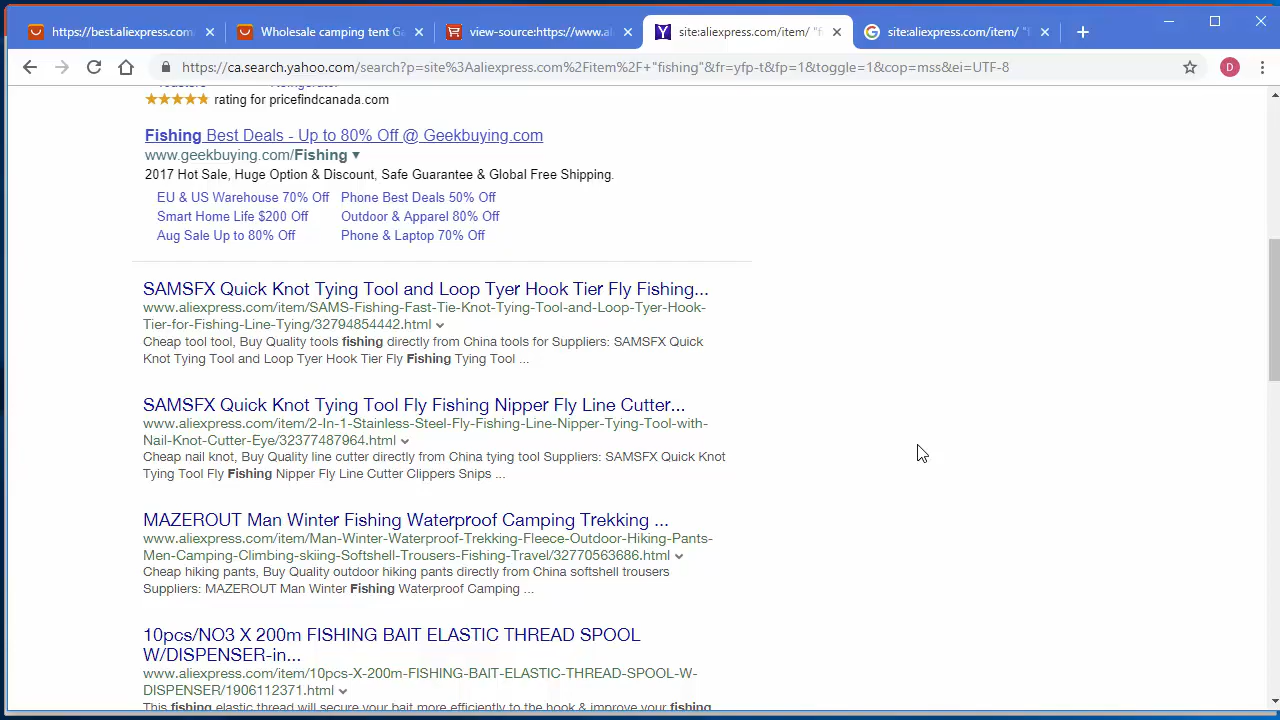 https://best.aliexpress.com
Wholesale camping tent Ga
view-source:https://www.al
site:aliexpress.com/item/ "fi
site:aliexpress.com/item/ "f
https://ca.search.yahoo.com/search?p=site%3Aaliexpress.com%2Fitem%2F+"fishing"&fr=yfp-t&fp=1&toggle=1&cop=mss&ei=UTF-8
D
rating for pricefindcanada.com
Fishing Best Deals - Up to 80% Off @ Geekbuying.com
www.geekbuying.com/Fishing
2017 Hot Sale, Huge Option & Discount, Safe Guarantee & Global Free Shipping.
EU & US Warehouse 70% Off Phone Best Deals 50% Off
Smart Home Life $200 Off Outdoor & Apparel 80% Off
Aug Sale Up to 80% Off Phone & Laptop 70% Off
SAMSFX Quick Knot Tying Tool and Loop Tyer Hook Tier Fly Fishing...
www.aliexpress.com/item/SAMS-Fishing-Fast-Tie-Knot-Tying-Tool-and-Loop-Tyer-Hook-
Tier-for-Fishing-Line-Tying/32794854442.html
Cheap tool tool, Buy Quality tools fishing directly from China tools for Suppliers: SAMSFX Quick
Knot Tying Tool and Loop Tyer Hook Tier Fly Fishing Tying Tool ...
SAMSFX Quick Knot Tying Tool Fly Fishing Nipper Fly Line Cutter...
www.aliexpress.com/item/2-In-1-Stainless-Steel-Fly-Fishing-Line-Nipper-Tying-Tool-with-
Nail-Knot-Cutter-Eye/32377487964.html
Cheap nail knot, Buy Quality line cutter directly from China tying tool Suppliers: SAMSFX Quick Knot
Tying Tool Fly Fishing Nipper Fly Line Cutter Clippers Snips ...
MAZEROUT Man Winter Fishing Waterproof Camping Trekking ...
www.aliexpress.com/item/Man-Winter-Waterproof-Trekking-Fleece-Outdoor-Hiking-Pants-
Men-Camping-Climbing-skiing-Softshell-Trousers-Fishing-Travel/32770563686.html
Cheap hiking pants, Buy Quality outdoor hiking pants directly from China softshell trousers
Suppliers: MAZEROUT Man Winter Fishing Waterproof Camping ...
10pcs/NO3 X 200m FISHING BAIT ELASTIC THREAD SPOOL
W/DISPENSER-in...
www.aliexpress.com/item/10pcs-X-200m-FISHING-BAIT-ELASTIC-THREAD-SPOOL-W-
DISPENSER/1906112371.html
This fishing elastic thread will secure your bait more efficiently to the hook & improve your fishing